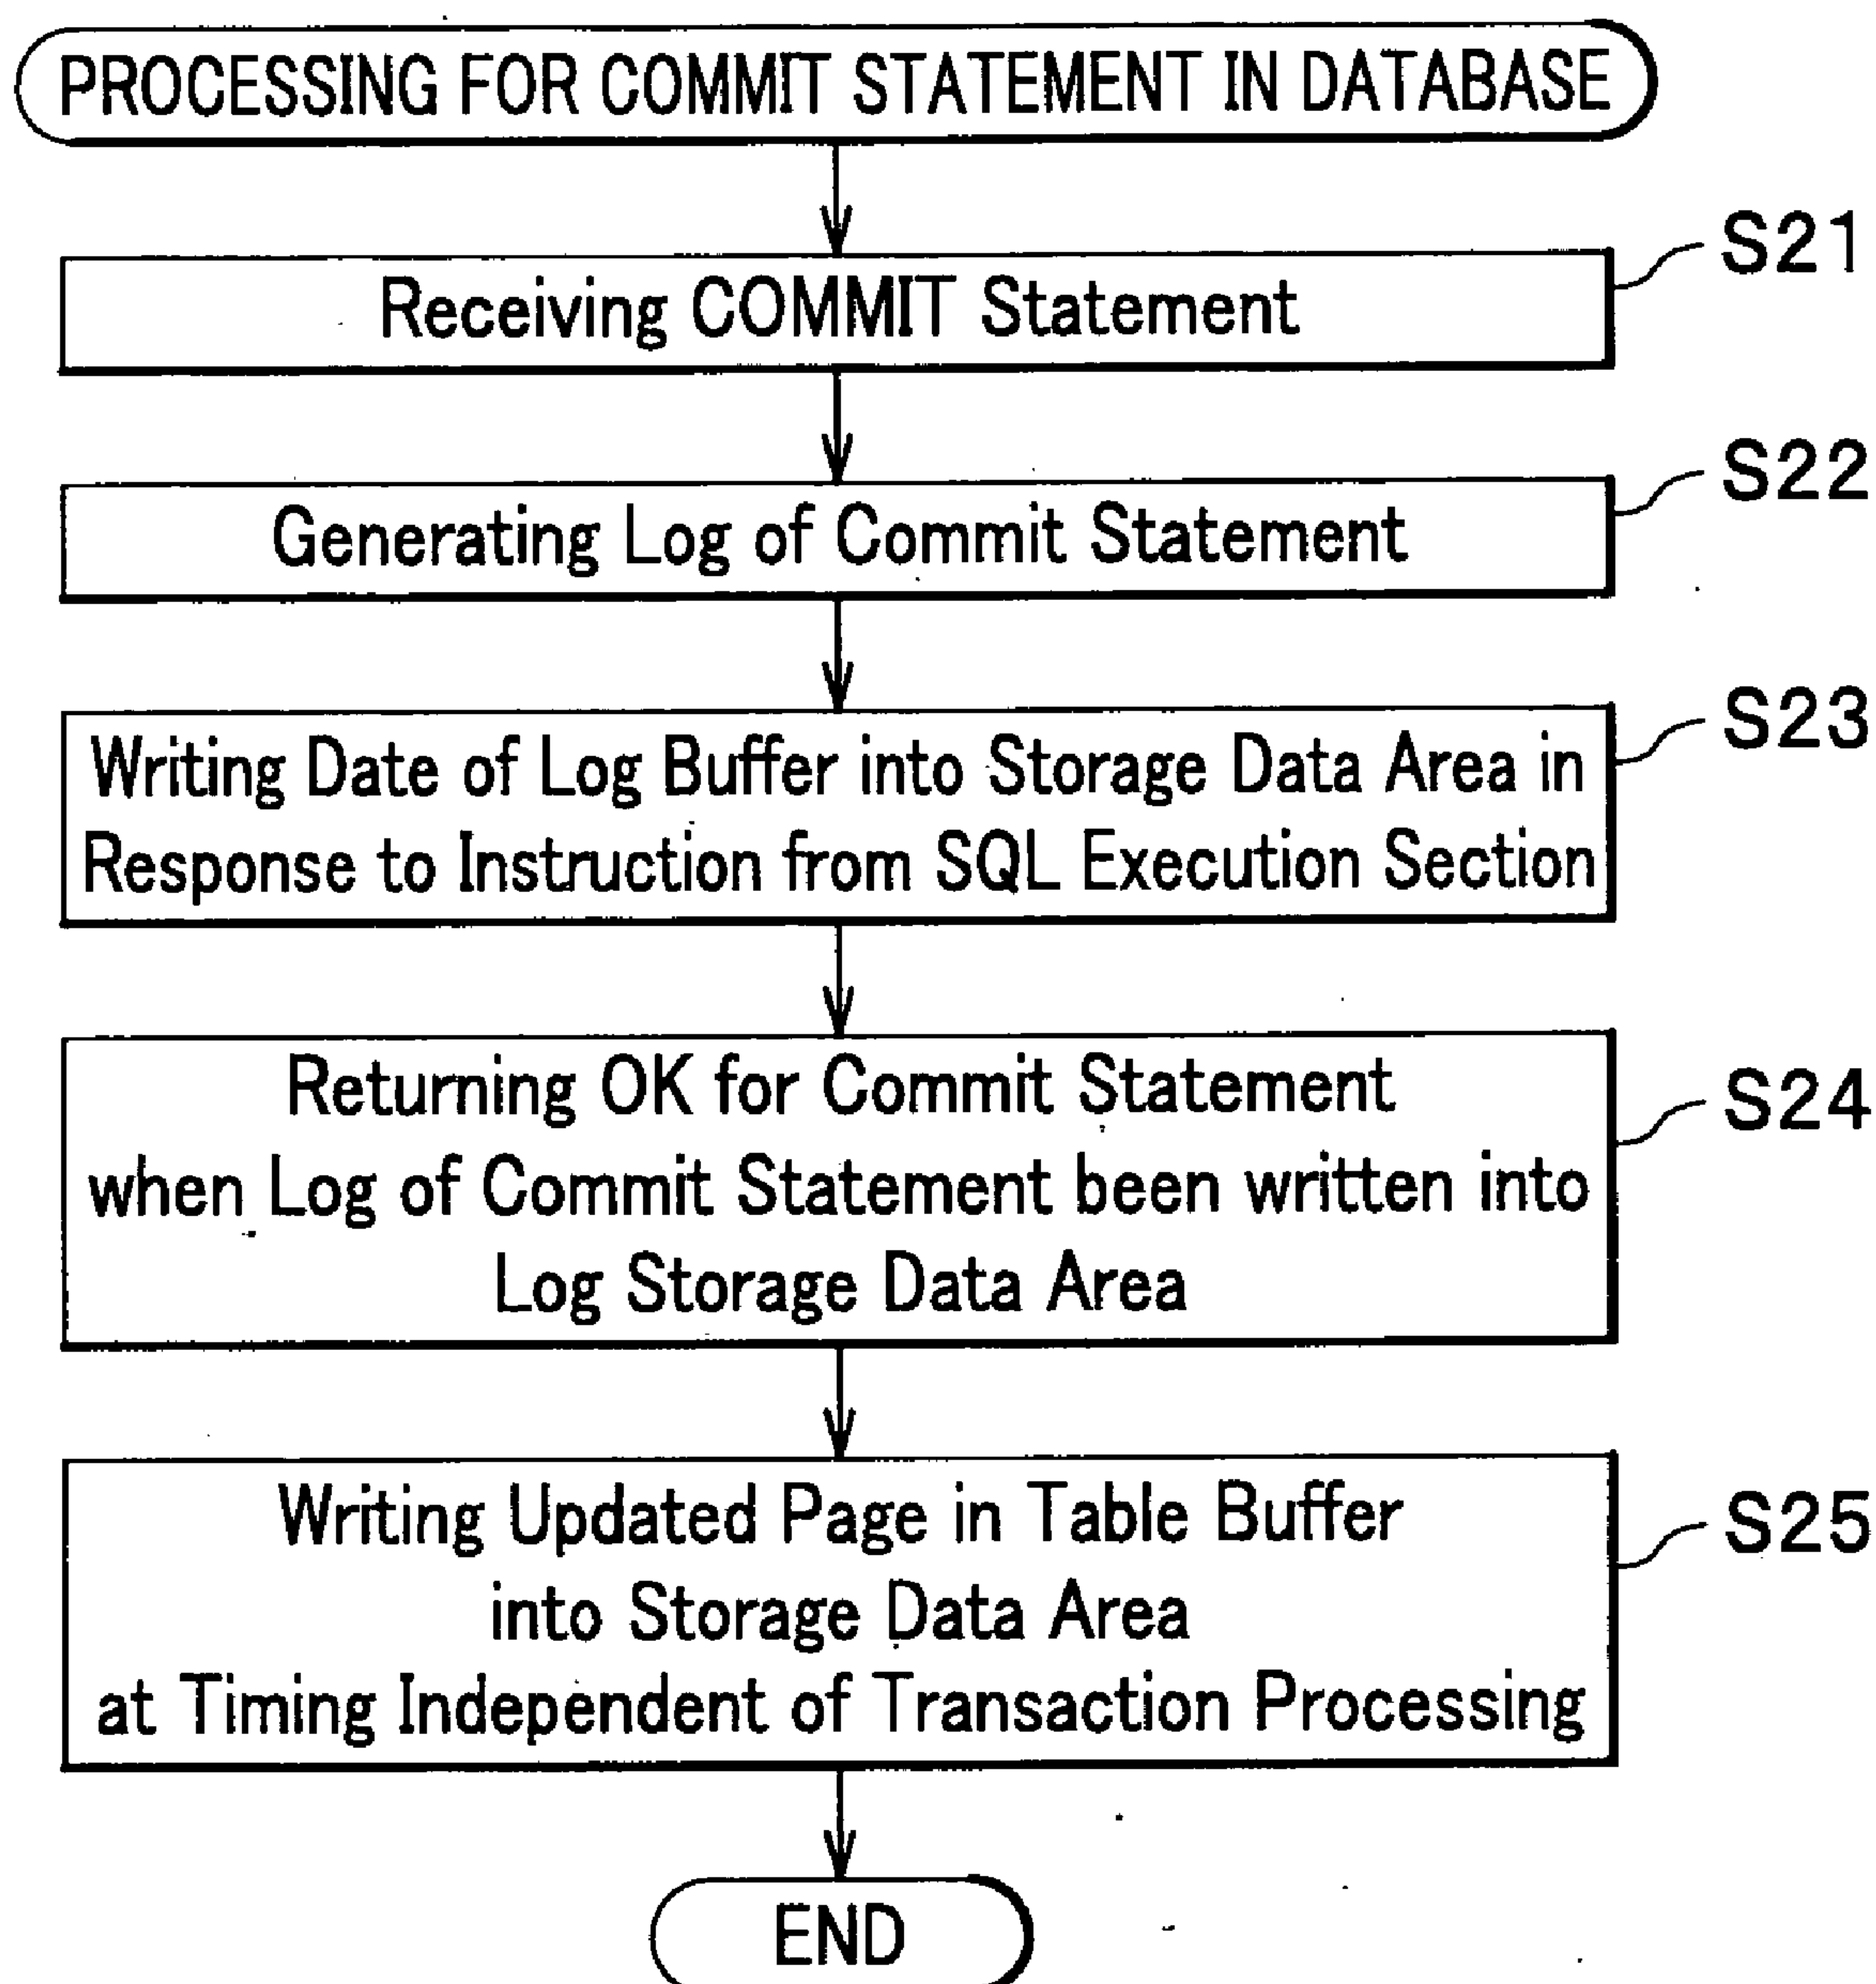 PROCESSING FOR COMMIT STATEMENT IN DATABASE
S21
Receiving COMMIT Statement
S22
Generating Log of Commit Statement
S23
Writing Date of Log Buffer into Storage Data Area in
Response to Instruction from SQL Execution Section
S24
Returning OK for Commit Statement
when Log of Commit Statement been written into
Log Storage Data Area
S25
Writing Updated Page in Table Buffer
into Storage Data Area
at Timing Independent of Transaction Processing
END